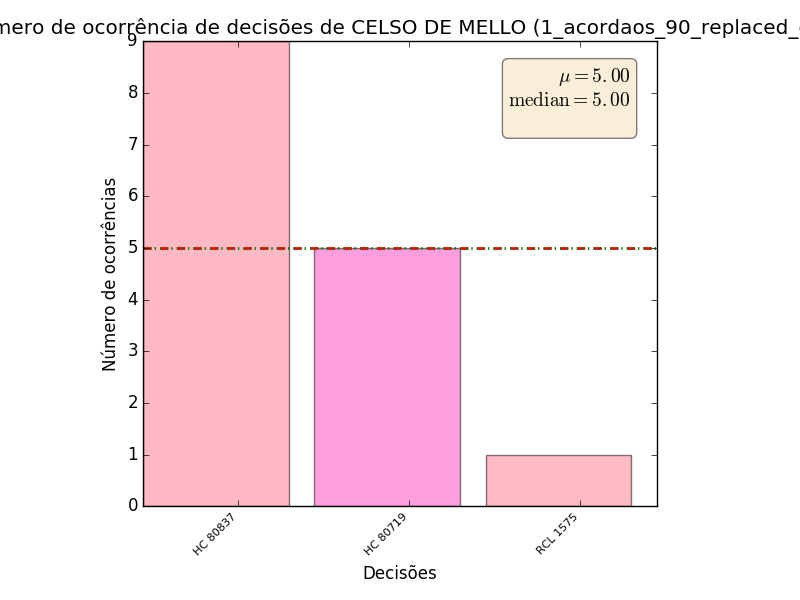 mero de ocorrência de decisões de CELSO DE MELLO (1_acordaos_90_replaced_
μ = 5.00
median = 5.00
Número de ocorrências
9
8
7
6
5
4
3
2
1
0
HC 80837
HC 80719
RCL 1575
Decisões